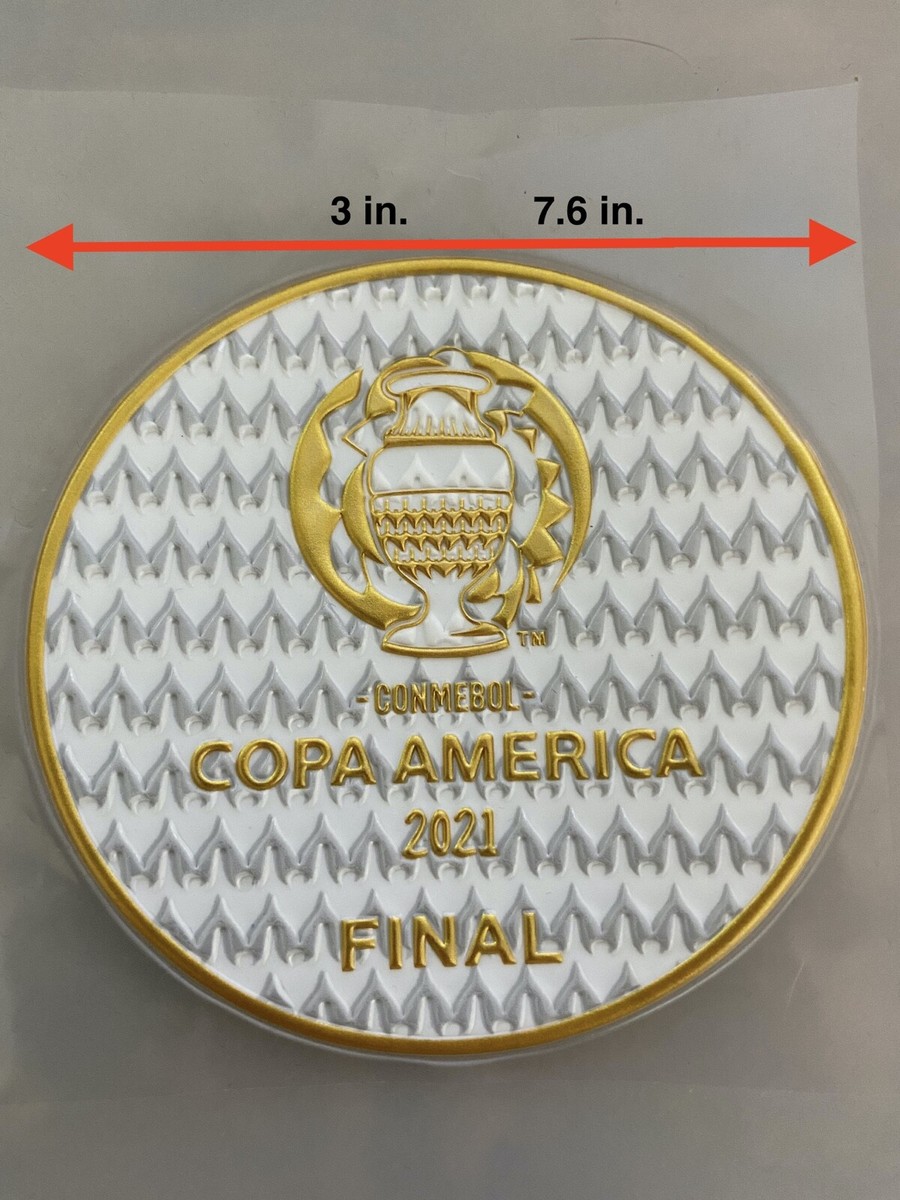 3 in. 7.6 in.
TM
- CONMEBOL -
COPA AMERICA
2021
FINAL